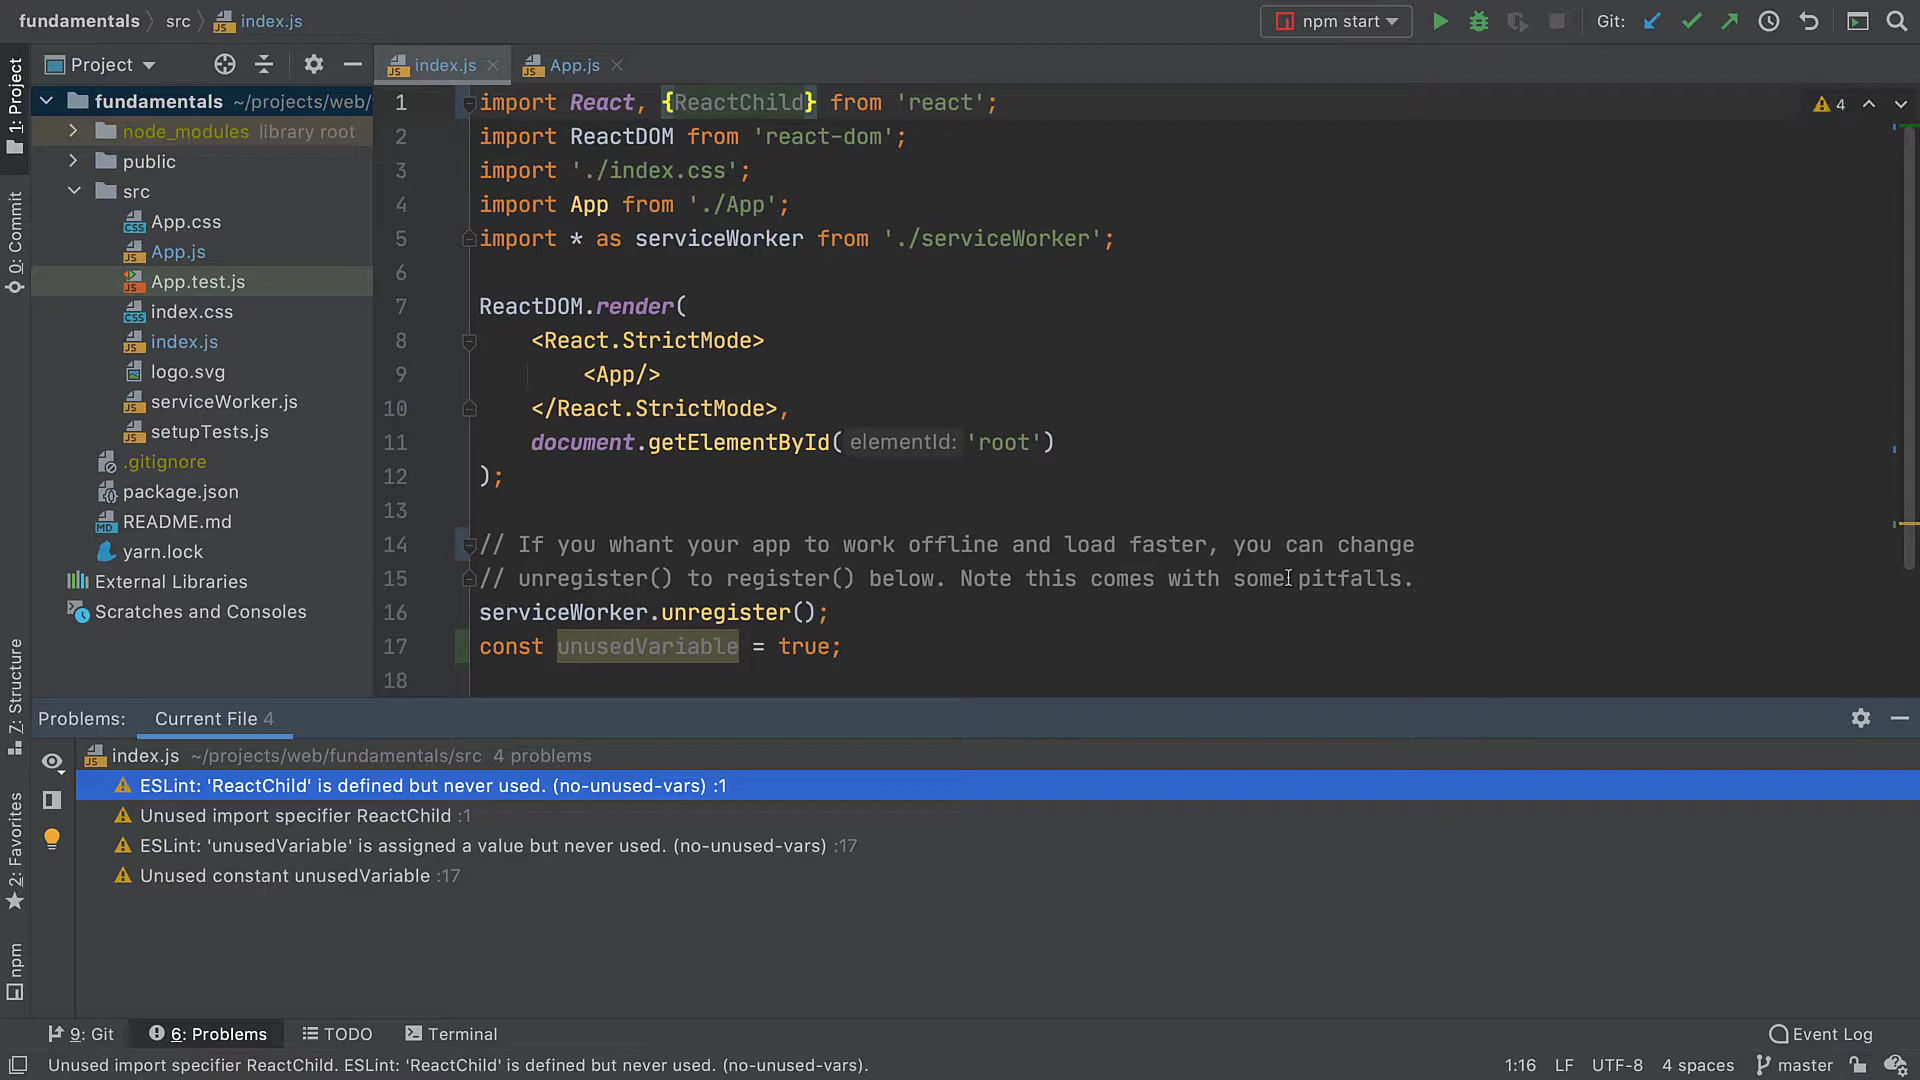 fundamentals src index.js
npm start Git:
1: Project
0: Commit
Z: Structure
2: Favorites
npm
Project
fundamentals ~/projects/web/
node_modules library root
public
src
App.css
App.js
App.test.js
index.css
index.js
logo.svg
serviceWorker.js
setupTests.js
.gitignore
package.json
README.md
yarn.lock
External Libraries
Scratches and Consoles
index.js App.js
4
1 import React, {ReactChild} from 'react';
2 import ReactDOM from 'react-dom';
3 import './index.css';
4 import App from './App';
5 import * as serviceWorker from './serviceWorker';
6
7 ReactDOM.render(
8 <React.StrictMode>
9 <App/>
10 </React.StrictMode>,
11 document.getElementById( elementId: 'root')
12 );
13
14 // If you whant your app to work offline and load faster, you can change
15 // unregister() to register() below. Note this comes with some pitfalls.
16 serviceWorker.unregister();
17 const unusedVariable = true;
18
Problems: Current File 4
index.js ~/projects/web/fundamentals/src 4 problems
ESLint: 'ReactChild' is defined but never used. (no-unused-vars) :1
Unused import specifier ReactChild :1
ESLint: 'unusedVariable' is assigned a value but never used. (no-unused-vars) :17
Unused constant unusedVariable :17
9: Git 6: Problems TODO Terminal Event Log
Unused import specifier ReactChild. ESLint: 'ReactChild' is defined but never used. (no-unused-vars). 1:16 LF UTF-8 4 spaces master